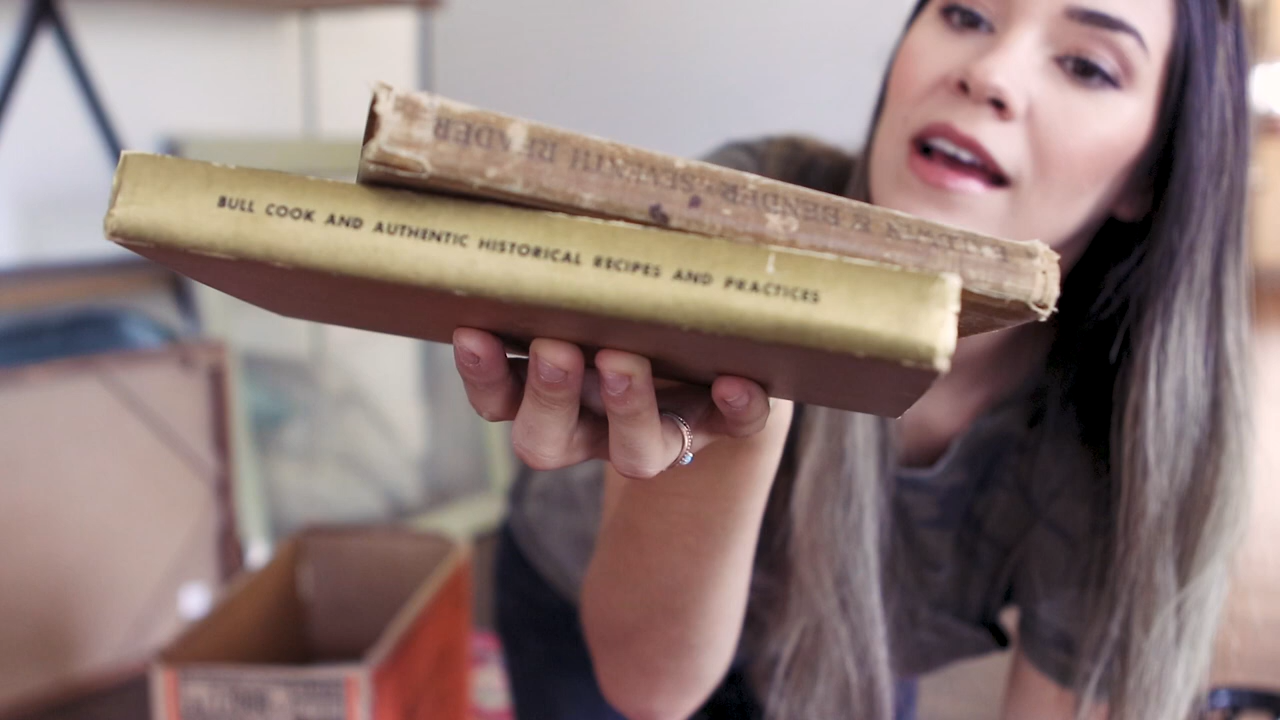 BENDER · SEVENTH READER
BULL COOK AND AUTHENTIC HISTORICAL RECIPES AND PRACTICES